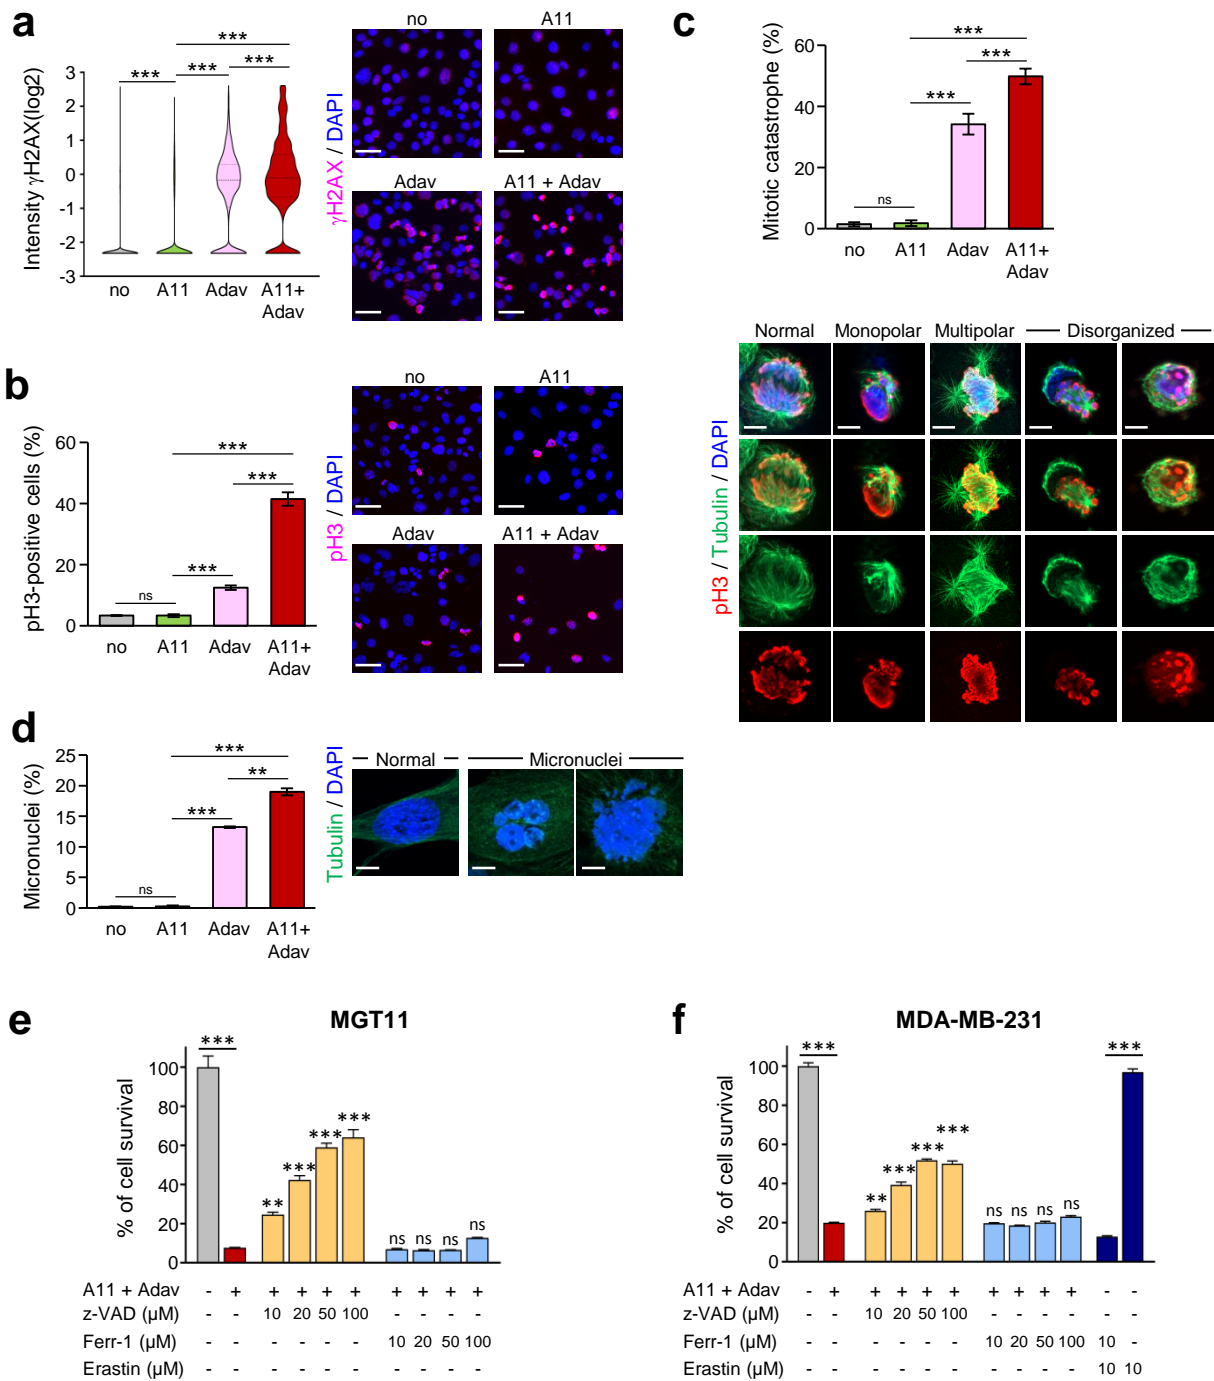 a
Intensity γH2AX(log2)
3
1
0
-1
-2
-3
***
***
***
***
no
A11
Adav
A11+
Adav
γH2AX / DAPI
no
A11
Adav
A11 + Adav
b
pH3-positive cells (%)
60
40
20
0
***
***
***
ns
no
A11
Adav
A11+
Adav
pH3 / DAPI
no
A11
Adav
A11 + Adav
c
Mitotic catastrophe (%)
60
40
20
0
***
***
***
ns
no
A11
Adav
A11+
Adav
Normal
Monopolar
Multipolar
Disorganized
pH3 / Tubulin / DAPI
d
Micronuclei (%)
25
20
15
10
5
0
***
**
***
ns
no
A11
Adav
A11+
Adav
Tubulin / DAPI
Normal
Micronuclei
e
MGT11
% of cell survival
100
80
60
40
20
0
***
**
***
***
***
ns
ns
ns
ns
A11 + Adav - + + + + + + + + +
z-VAD (µM) - - 10 20 50 100 - - - -
Ferr-1 (µM) - - - - - - 10 20 50 100
Erastin (µM) - - - - - - - - - -
f
MDA-MB-231
% of cell survival
100
80
60
40
20
0
***
**
***
***
***
ns
ns
ns
ns
***
A11 + Adav - + + + + + + + + + - -
z-VAD (µM) - - 10 20 50 100 - - - - - -
Ferr-1 (µM) - - - - - - 10 20 50 100 10 -
Erastin (µM) - - - - - - - - - - 10 10